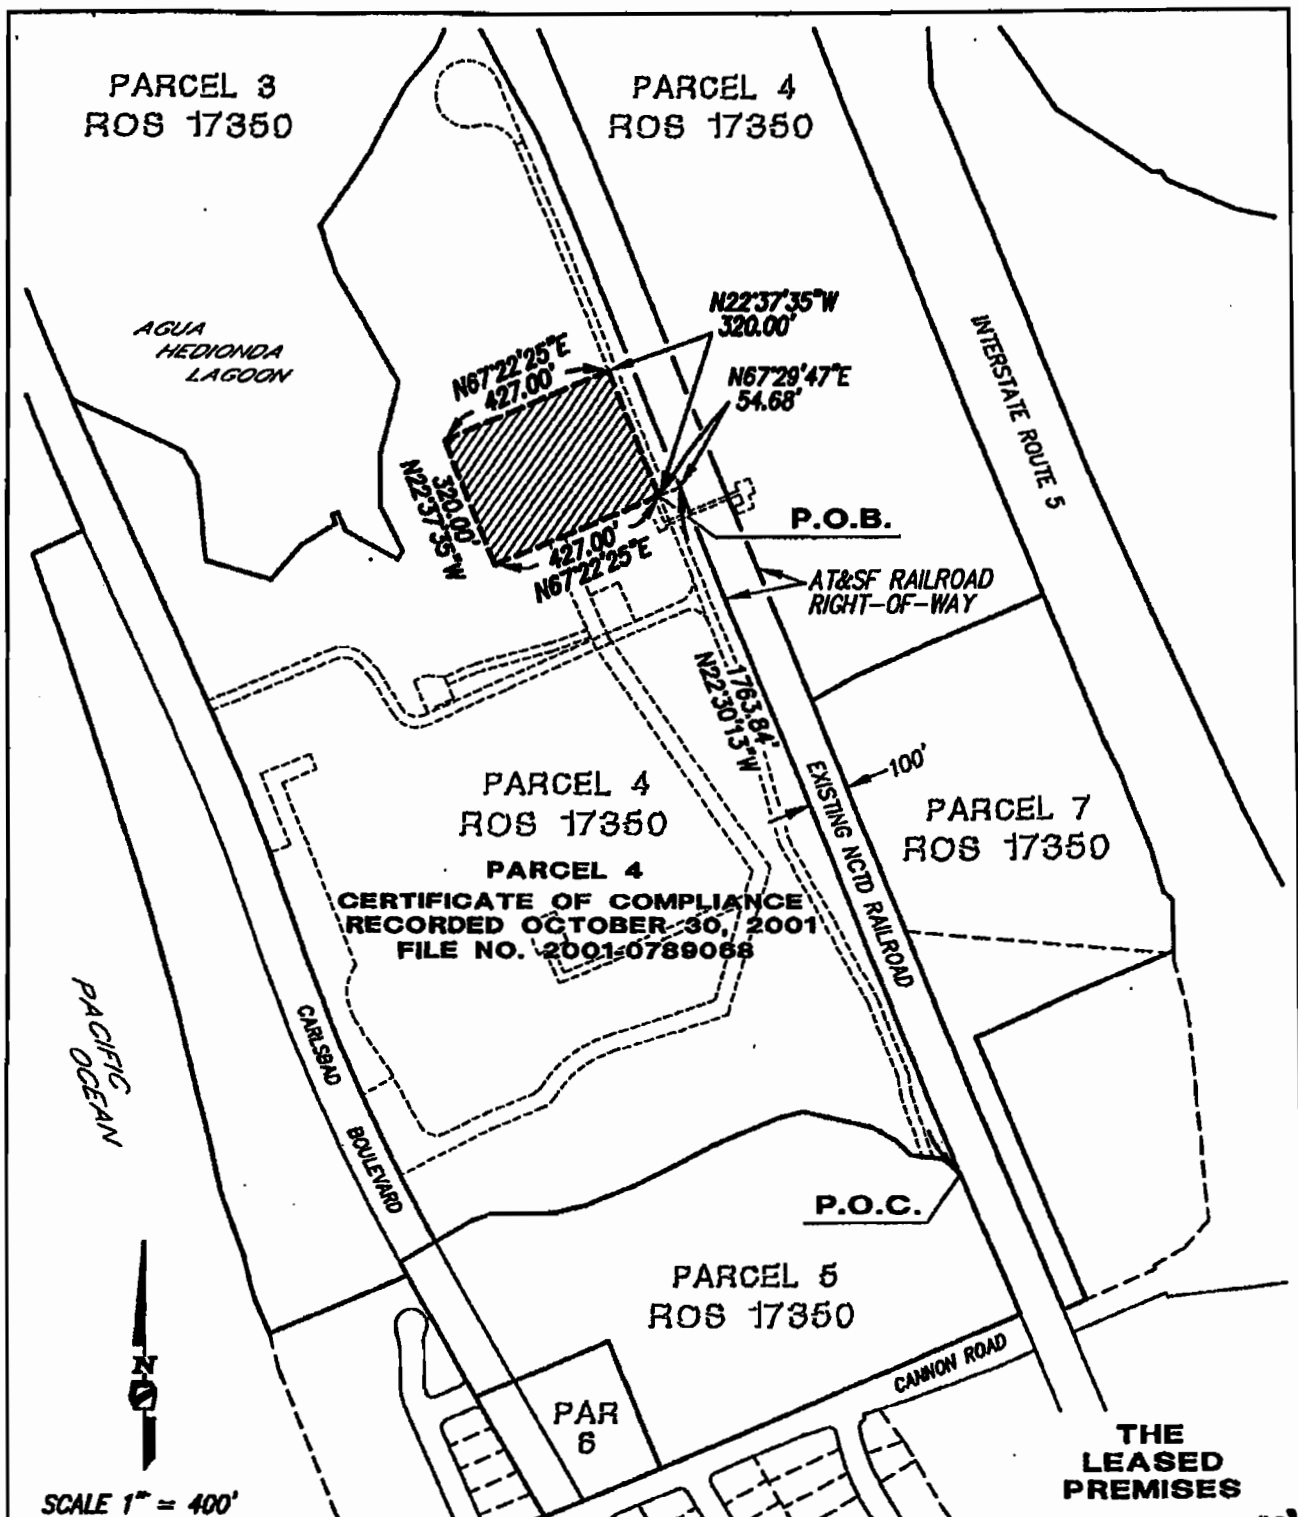 PARCEL 3
ROS 17350
PARCEL 4
ROS 17350
AGUA
HEDIONDA
LAGOON
N22°37'35"W
320.00'
N67°22'25"E
427.00'
N67°29'47"E
54.68'
INTERSTATE ROUTE 5
320.00'
N22°37'35"W
427.00'
N67°22'25"E
P.O.B.
AT&SF RAILROAD
RIGHT-OF-WAY
1763.84'
N22°30'13"W
100'
EXISTING NCTD RAILROAD
PARCEL 4
ROS 17350
PARCEL 7
ROS 17350
PARCEL 4
CERTIFICATE OF COMPLIANCE
RECORDED OCTOBER 30, 2001
FILE NO. 2001-0789068
PACIFIC
OCEAN
CARLSBAD
BOULEVARD
P.O.C.
PARCEL 5
ROS 17350
CANNON ROAD
PAR
6
N
SCALE 1" = 400'
THE
LEASED
PREMISES